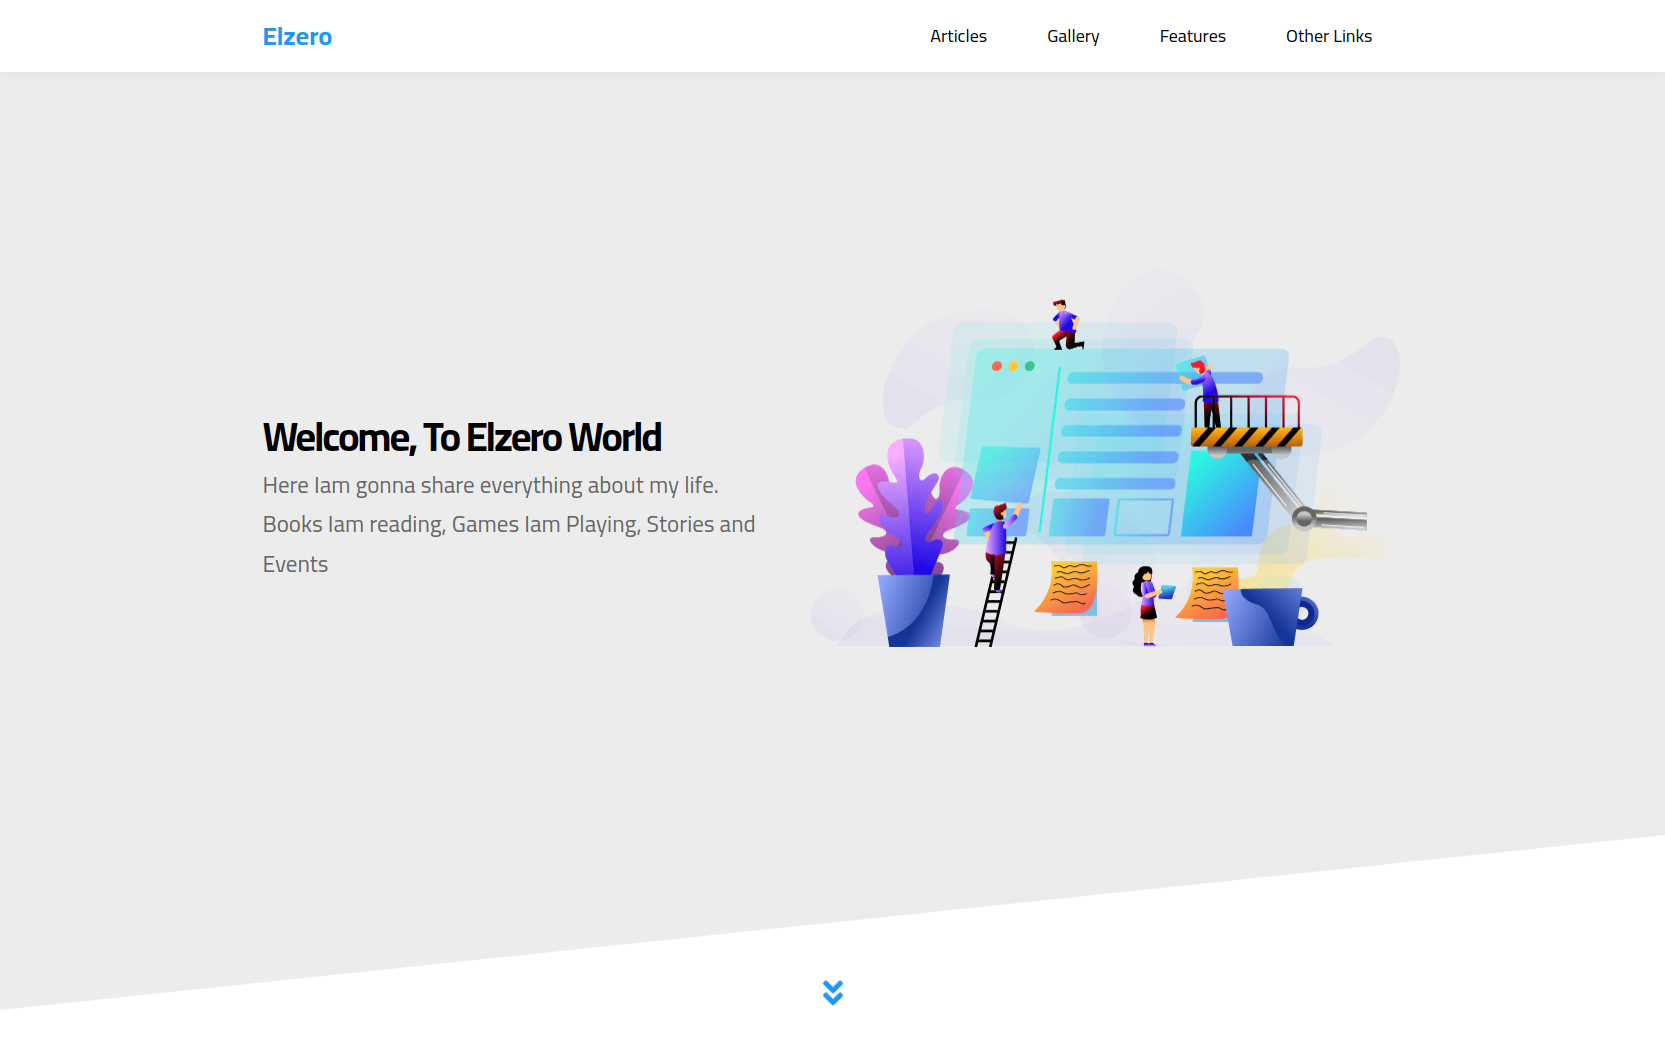 Elzero
Articles
Gallery
Features
Other Links
Welcome, To Elzero World
Here Iam gonna share everything about my life.
Books Iam reading, Games Iam Playing, Stories and
Events